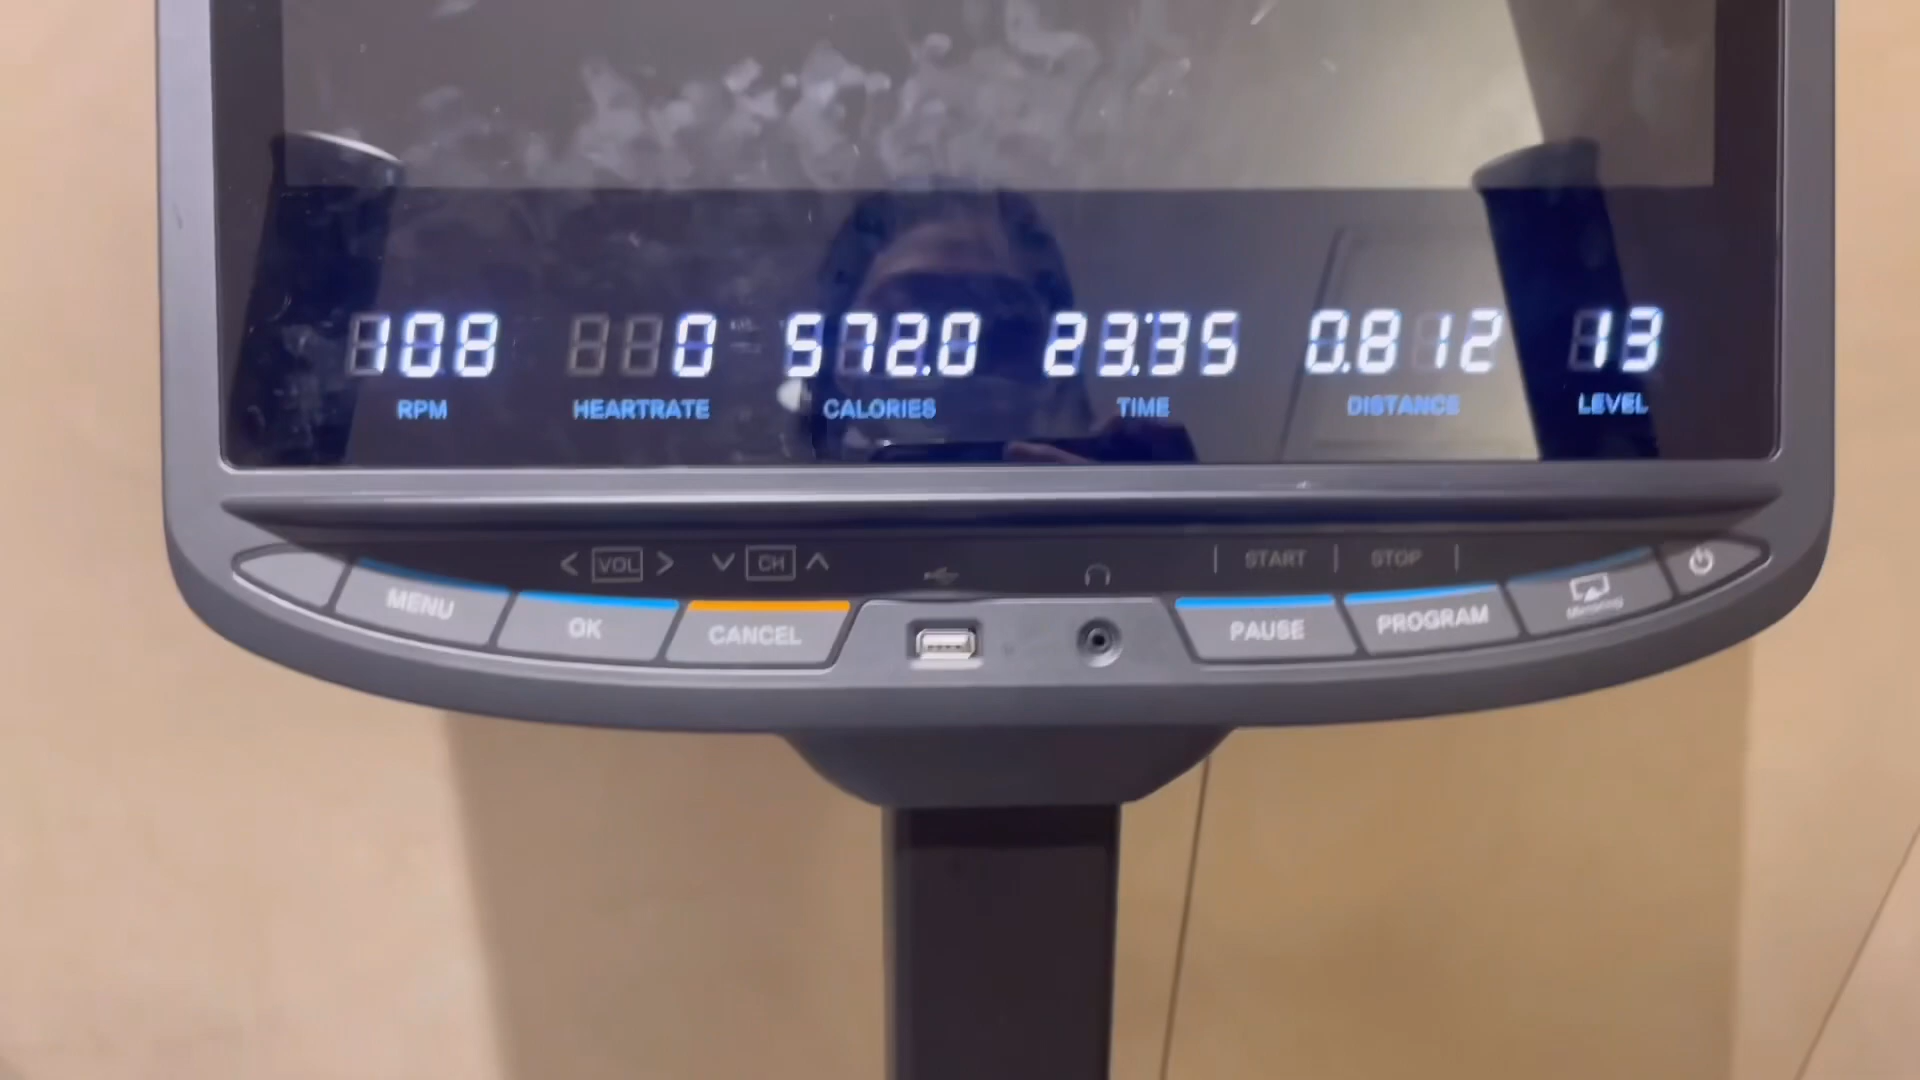 108 0 572.0 23:35 0.812 13
RPM HEARTRATE CALORIES TIME DISTANCE LEVEL
< VOL > ∨ CH ∧ | START | STOP |
MENU OK CANCEL PAUSE PROGRAM Mirroring